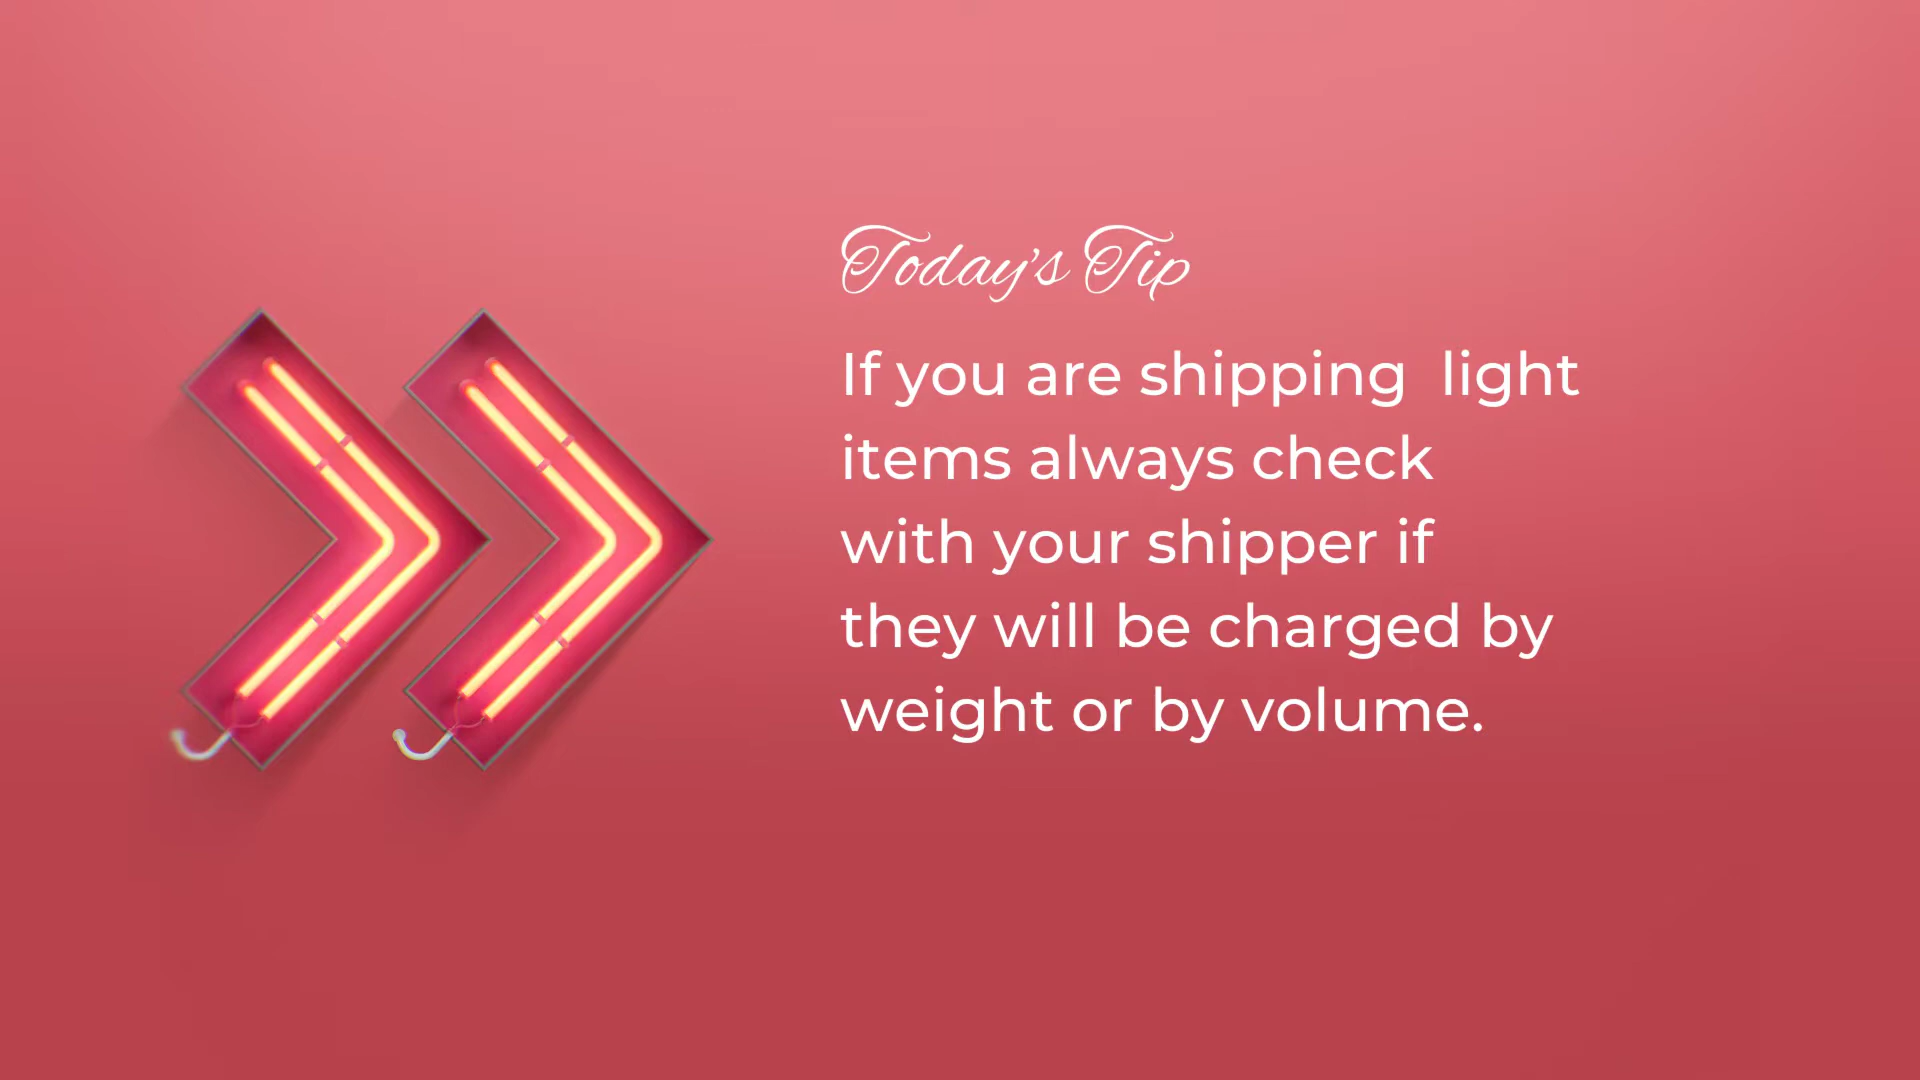 Today's Tip
If you are shipping  light
items always check
with your shipper if
they will be charged by
weight or by volume.